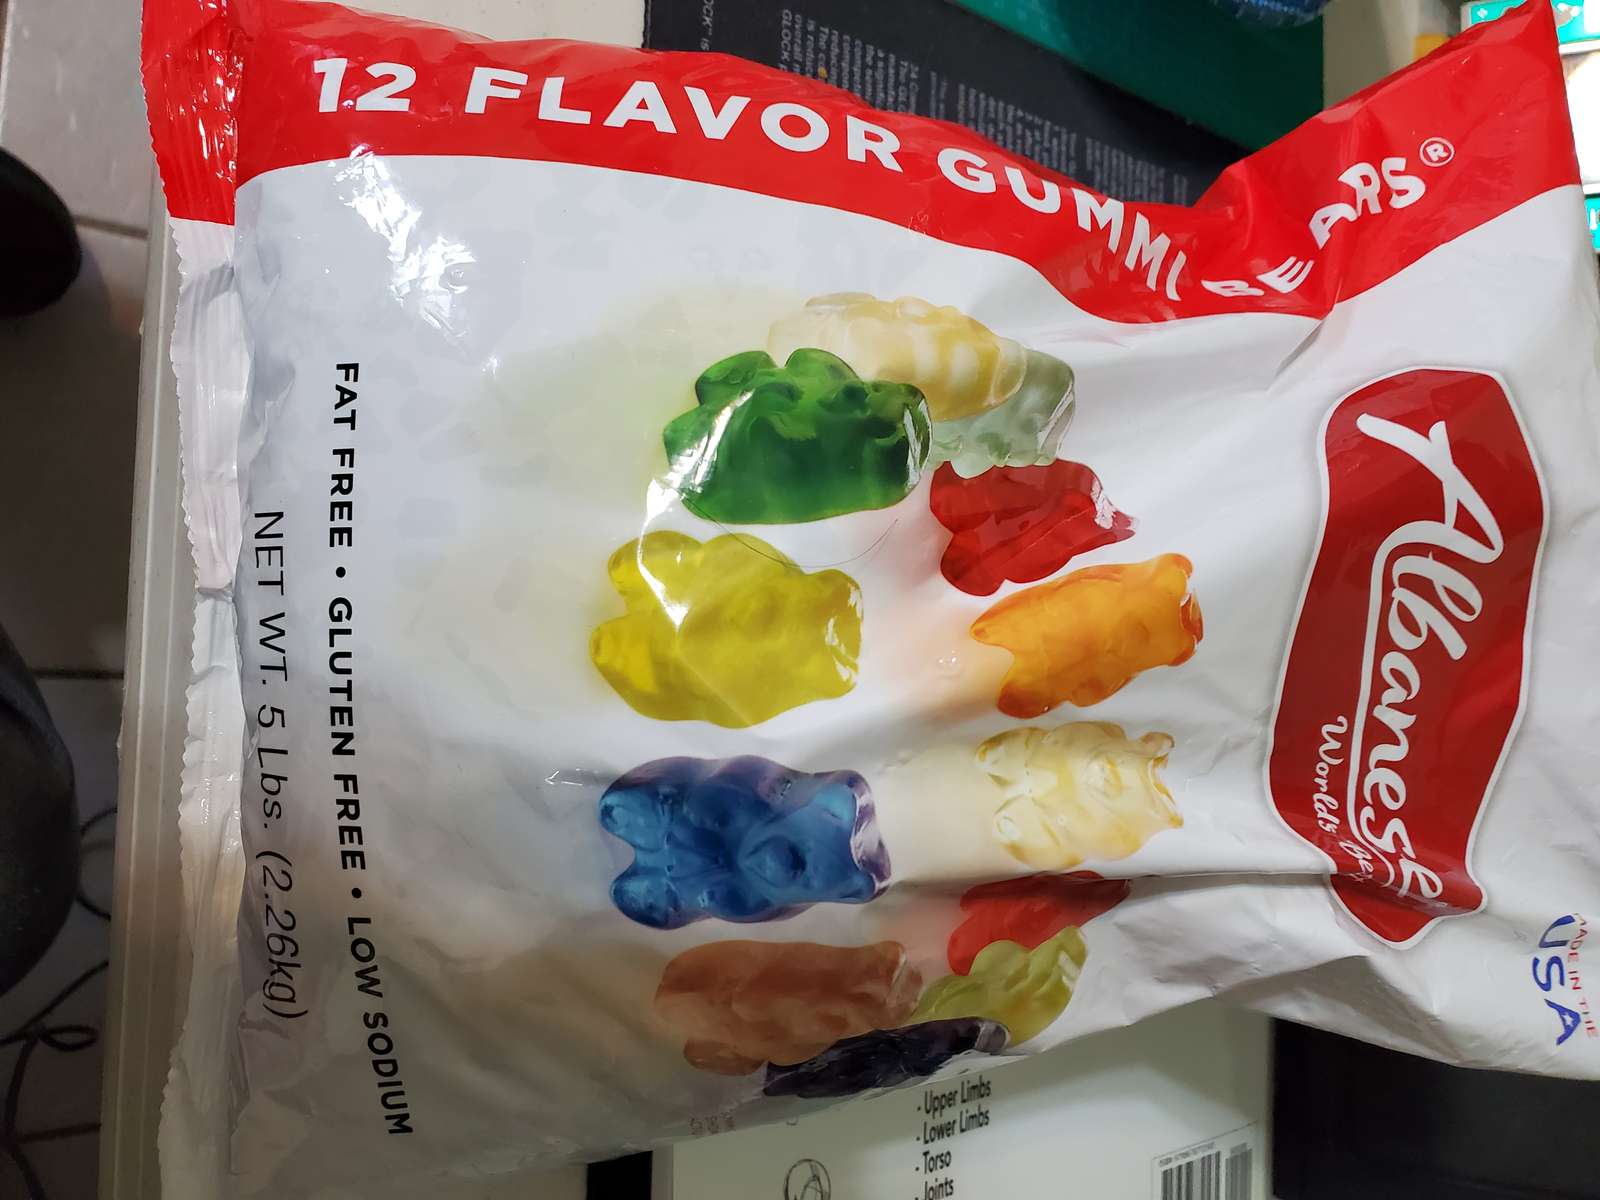 12 FLAVOR GUMMI BEARS®
Albanese
World's Bes
MADE IN THE
USA
FAT FREE • GLUTEN FREE • LOW SODIUM
NET WT. 5 Lbs. (2.26kg)
- Upper Limbs
- Lower Limbs
- Torso
- Joints